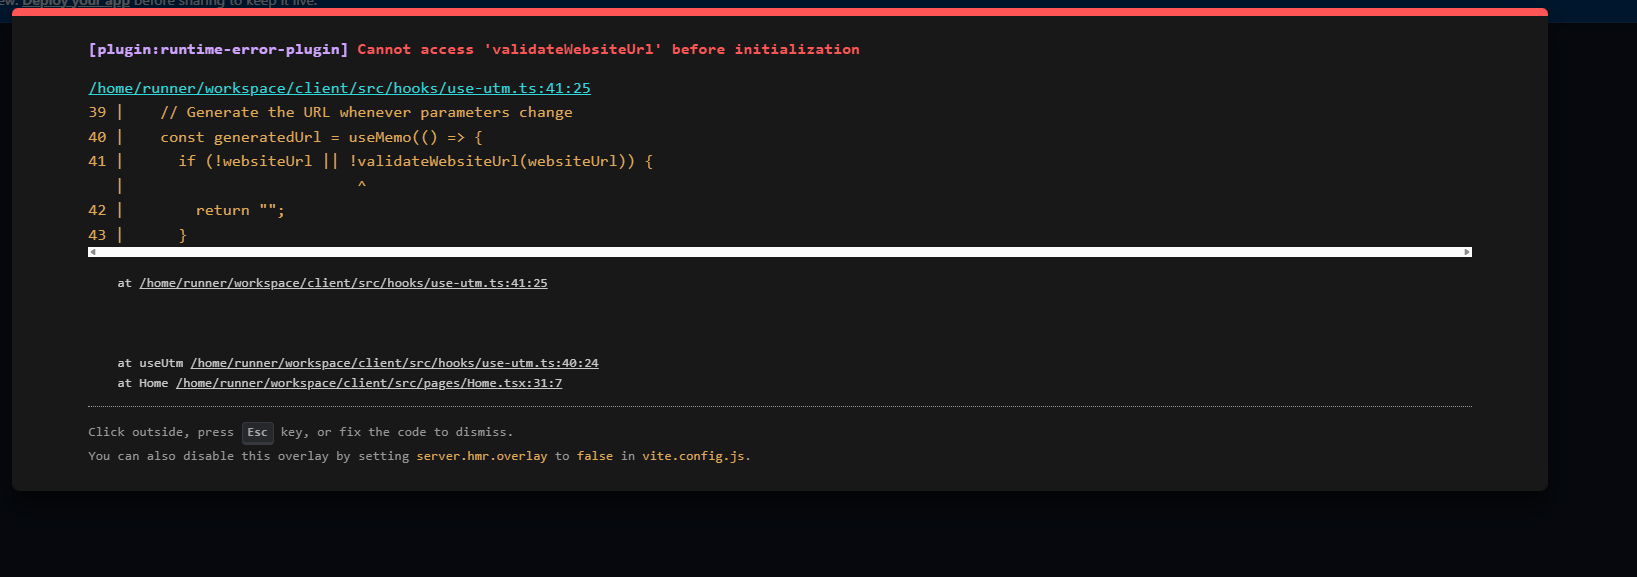 ew. Deploy your app before sharing to keep it live.
[plugin:runtime-error-plugin] Cannot access 'validateWebsiteUrl' before initialization
/home/runner/workspace/client/src/hooks/use-utm.ts:41:25
39 |    // Generate the URL whenever parameters change
40 |    const generatedUrl = useMemo(() => {
41 |      if (!websiteUrl || !validateWebsiteUrl(websiteUrl)) {
   |                          ^
42 |        return "";
43 |      }
at /home/runner/workspace/client/src/hooks/use-utm.ts:41:25
at useUtm /home/runner/workspace/client/src/hooks/use-utm.ts:40:24
at Home /home/runner/workspace/client/src/pages/Home.tsx:31:7
Click outside, press Esc key, or fix the code to dismiss.
You can also disable this overlay by setting server.hmr.overlay to false in vite.config.js.